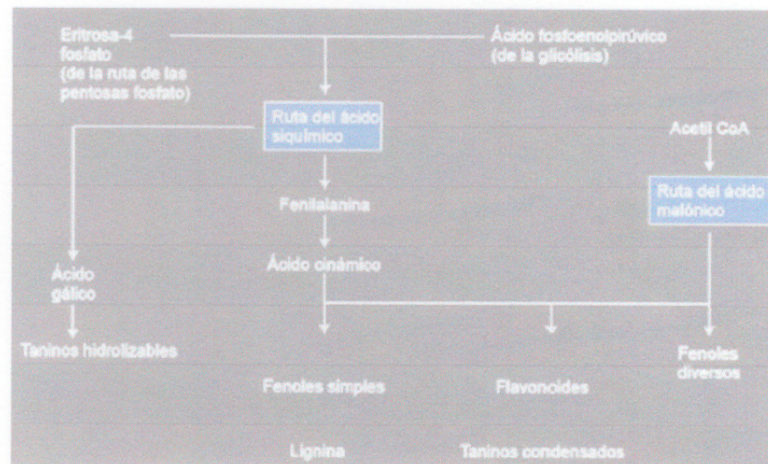 Eritrosa-4
fosfato
(de la ruta de las
pentosas fosfato)
Ácido fosfoenolpirúvico
(de la glicólisis)
Ruta del ácido
siquímico
Acetil CoA
Ruta del ácido
malónico
Fenilalanina
Ácido cinámico
Ácido
gálico
Taninos hidrolizables
Fenoles simples
Flavonoides
Fenoles
diversos
Lignina
Taninos condensados